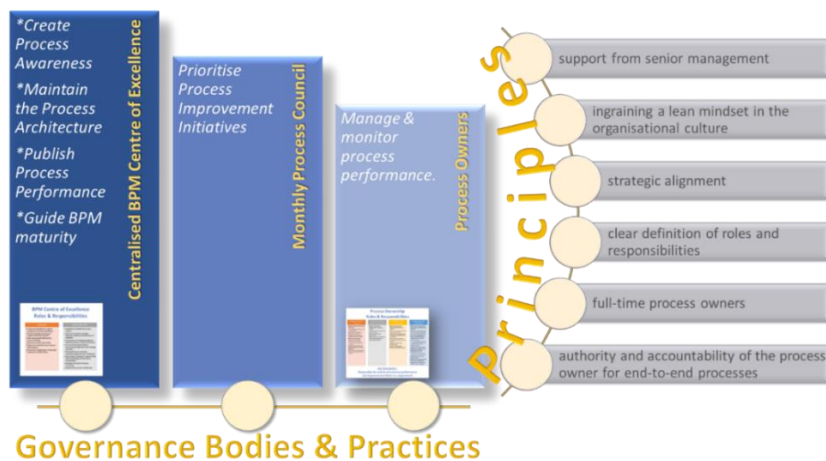 *Create
Process
Awareness
*Maintain
the Process
Architecture
*Publish
Process
Performance
*Guide BPM
maturity
Centralised BPM Centre of Excellence
BPM Centre of Excellence
Roles & Responsibilities
Prioritise
Process
Improvement
Initiatives
Monthly Process Council
Manage &
monitor
process
performance.
Process Owners
Process Ownership
Roles & Responsibilities
Principles
support from senior management
ingraining a lean mindset in the
organisational culture
strategic alignment
clear definition of roles and
responsibilities
full-time process owners
authority and accountability of the process
owner for end-to-end processes
Governance Bodies & Practices